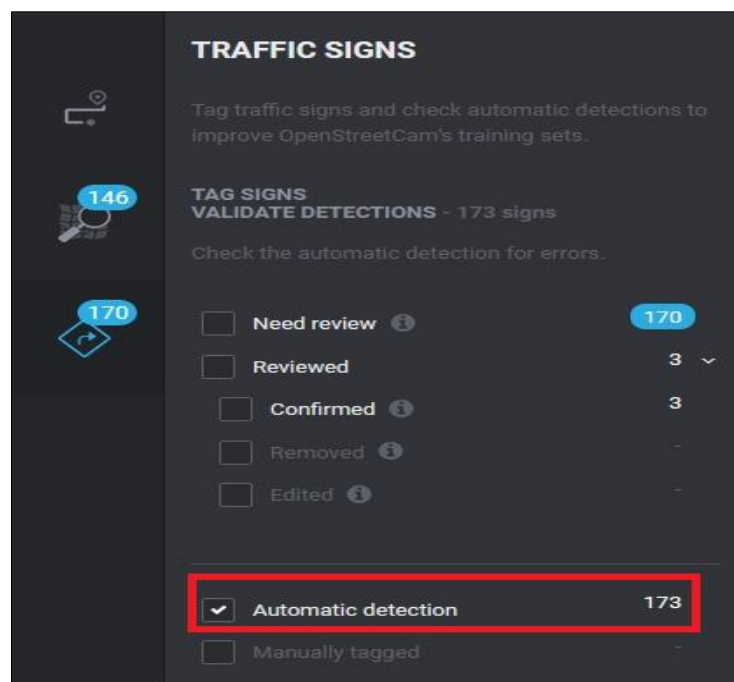 TRAFFIC SIGNS
Tag traffic signs and check automatic detections to
improve OpenStreetCam's training sets.
146
TAG SIGNS
VALIDATE DETECTIONS - 173 signs
Check the automatic detection for errors.
170
Need review 170
Reviewed 3
Confirmed 3
Removed -
Edited -
Automatic detection 173
Manually tagged -